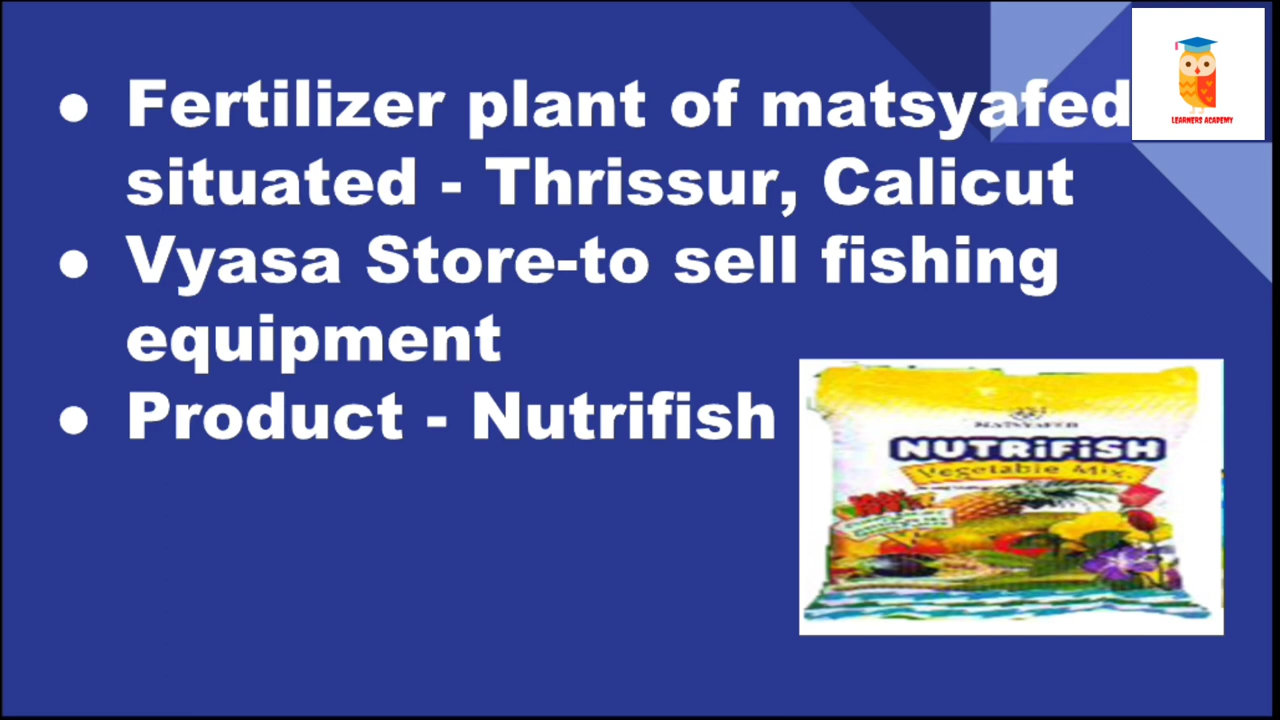 ● Fertilizer plant of matsyafed
situated - Thrissur, Calicut
● Vyasa Store-to sell fishing
equipment
● Product - Nutrifish
LEARNERS ACADEMY
MATSYAFED
NUTRiFiSH
Vegetable Mix.